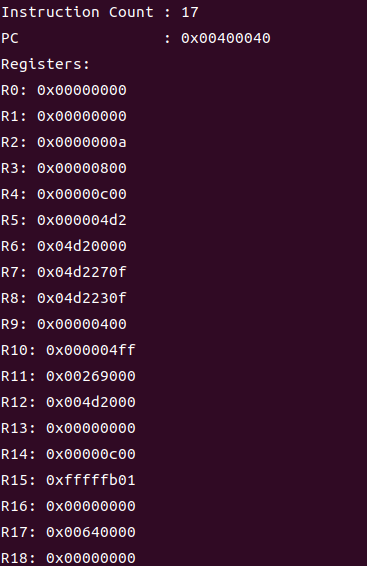 Instruction Count : 17
PC                : 0x00400040
Registers:
R0: 0x00000000
R1: 0x00000000
R2: 0x0000000a
R3: 0x00000800
R4: 0x00000c00
R5: 0x000004d2
R6: 0x04d20000
R7: 0x04d2270f
R8: 0x04d2230f
R9: 0x00000400
R10: 0x000004ff
R11: 0x00269000
R12: 0x004d2000
R13: 0x00000000
R14: 0x00000c00
R15: 0xfffffb01
R16: 0x00000000
R17: 0x00640000
R18: 0x00000000